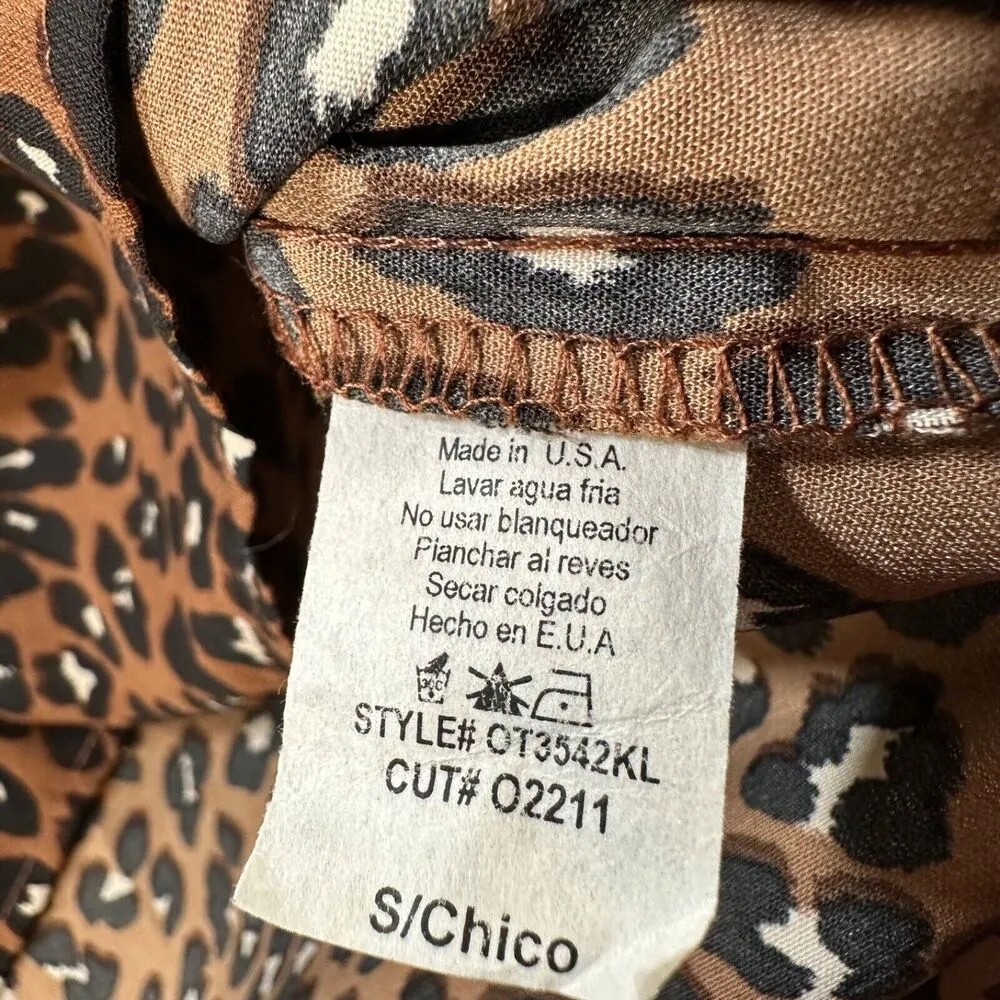 Made in U.S.A.
Lavar agua fria
No usar blanqueador
Planchar al reves
Secar colgado
Hecho en E.U.A
30C
STYLE# OT3542KL
CUT# O2211
S/Chico